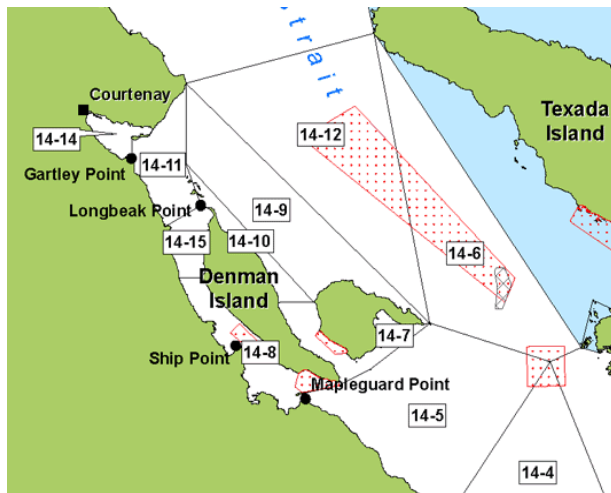 trait
Courtenay
Texada
Island
14-12
14-14
14-11
Gartley Point
Longbeak Point
14-9
14-15
14-10
14-6
Denman
Island
14-7
Ship Point
14-8
Mapleguard Point
14-5
14-4